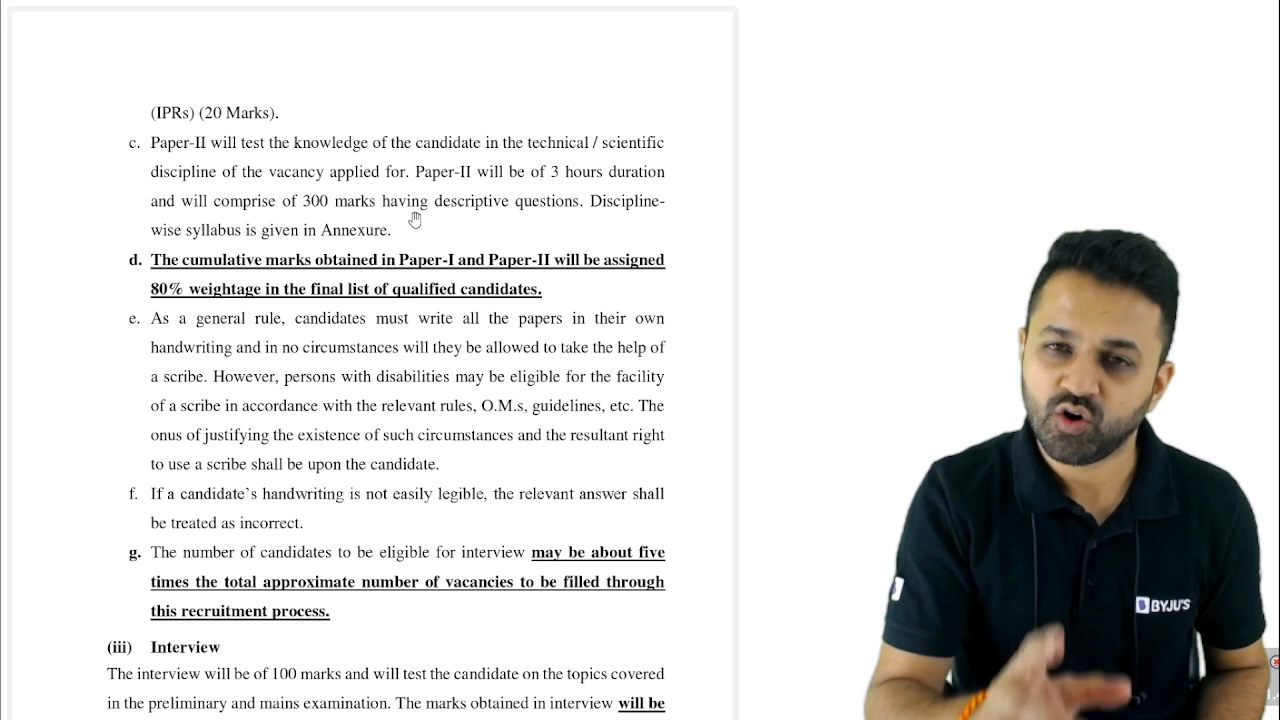 (IPRs) (20 Marks).
c. Paper-II will test the knowledge of the candidate in the technical / scientific
discipline of the vacancy applied for. Paper-II will be of 3 hours duration
and will comprise of 300 marks having descriptive questions. Discipline-
wise syllabus is given in Annexure.
d. The cumulative marks obtained in Paper-I and Paper-II will be assigned
80% weightage in the final list of qualified candidates.
e. As a general rule, candidates must write all the papers in their own
handwriting and in no circumstances will they be allowed to take the help of
a scribe. However, persons with disabilities may be eligible for the facility
of a scribe in accordance with the relevant rules, O.M.s, guidelines, etc. The
onus of justifying the existence of such circumstances and the resultant right
to use a scribe shall be upon the candidate.
f. If a candidate's handwriting is not easily legible, the relevant answer shall
be treated as incorrect.
g. The number of candidates to be eligible for interview may be about five
times the total approximate number of vacancies to be filled through
this recruitment process.
(iii) Interview
The interview will be of 100 marks and will test the candidate on the topics covered
in the preliminary and mains examination. The marks obtained in interview will be
BYJU'S